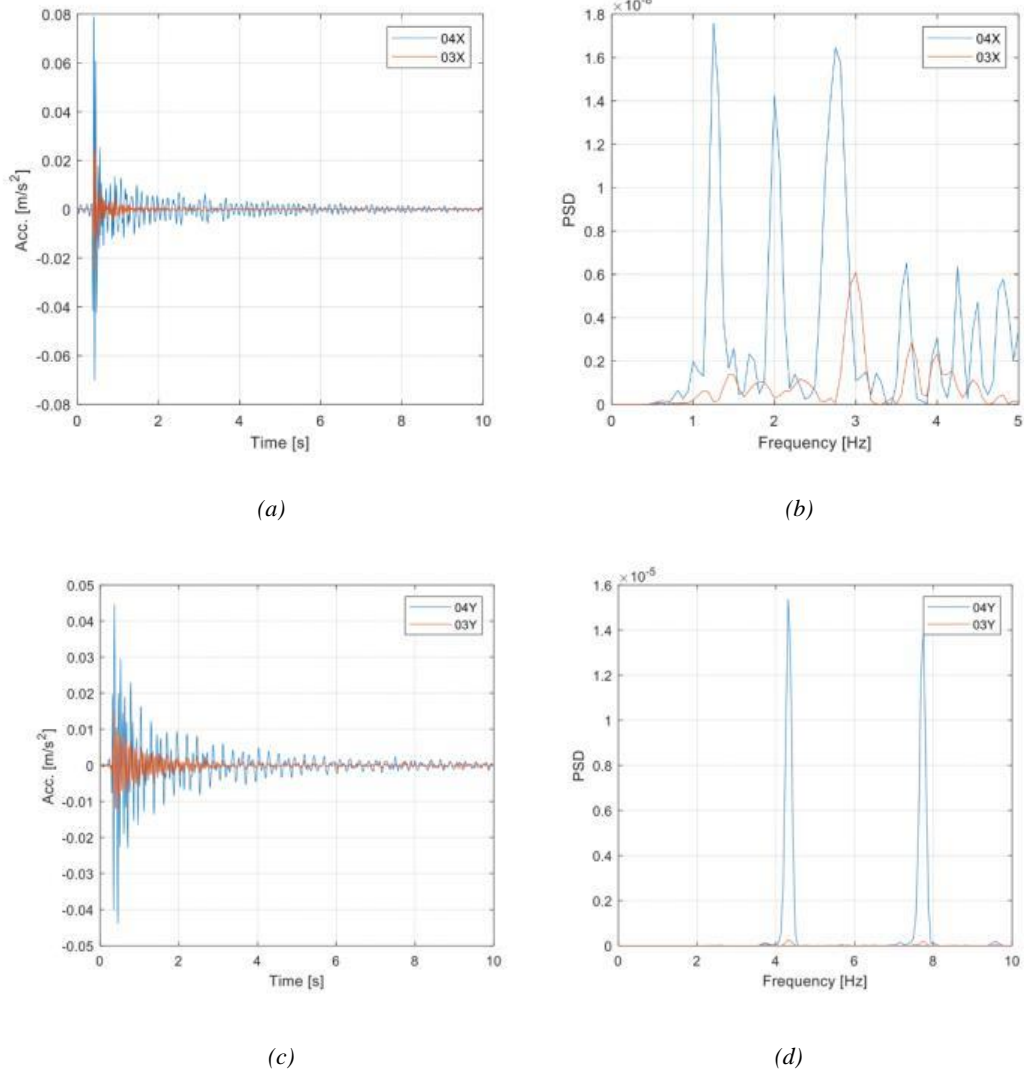 04X
03X
0.08
0.06
0.04
0.02
0
-0.02
-0.04
-0.06
-0.08
Acc. [m/s²]
0 2 4 6 8 10
Time [s]
(a)
04X
03X
1.8
1.6
1.4
1.2
1
0.8
0.6
0.4
0.2
0
PSD
0 1 2 3 4 5
Frequency [Hz]
(b)
04Y
03Y
0.05
0.04
0.03
0.02
0.01
0
-0.01
-0.02
-0.03
-0.04
-0.05
Acc. [m/s²]
0 2 4 6 8 10
Time [s]
(c)
×10⁻⁵
04Y
03Y
1.6
1.4
1.2
1
0.8
0.6
0.4
0.2
0
PSD
0 2 4 6 8 10
Frequency [Hz]
(d)